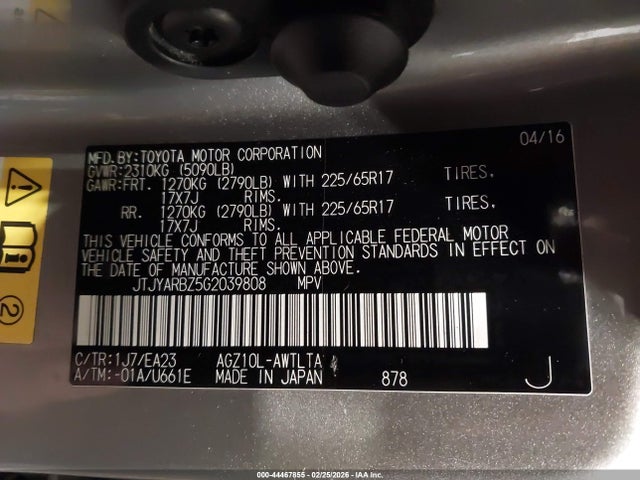 04/16
MFD.BY:TOYOTA MOTOR CORPORATION
GVWR:2310KG (5090LB)
GAWR:FRT. 1270KG (2790LB) WITH 225/65R17 TIRES.
17X7J RIMS.
RR. 1270KG (2790LB) WITH 225/65R17 TIRES.
17X7J RIMS.
THIS VEHICLE CONFORMS TO ALL APPLICABLE FEDERAL MOTOR
VEHICLE SAFETY AND THEFT PREVENTION STANDARDS IN EFFECT ON
THE DATE OF MANUFACTURE SHOWN ABOVE.
JTJYARBZ5G2039808 MPV
C/TR:1J7/EA23 AGZ10L-AWTLTA
A/TM:-01A/U661E MADE IN JAPAN 878 J
2
000-44467855 - 02/25/2026 - IAA Inc.